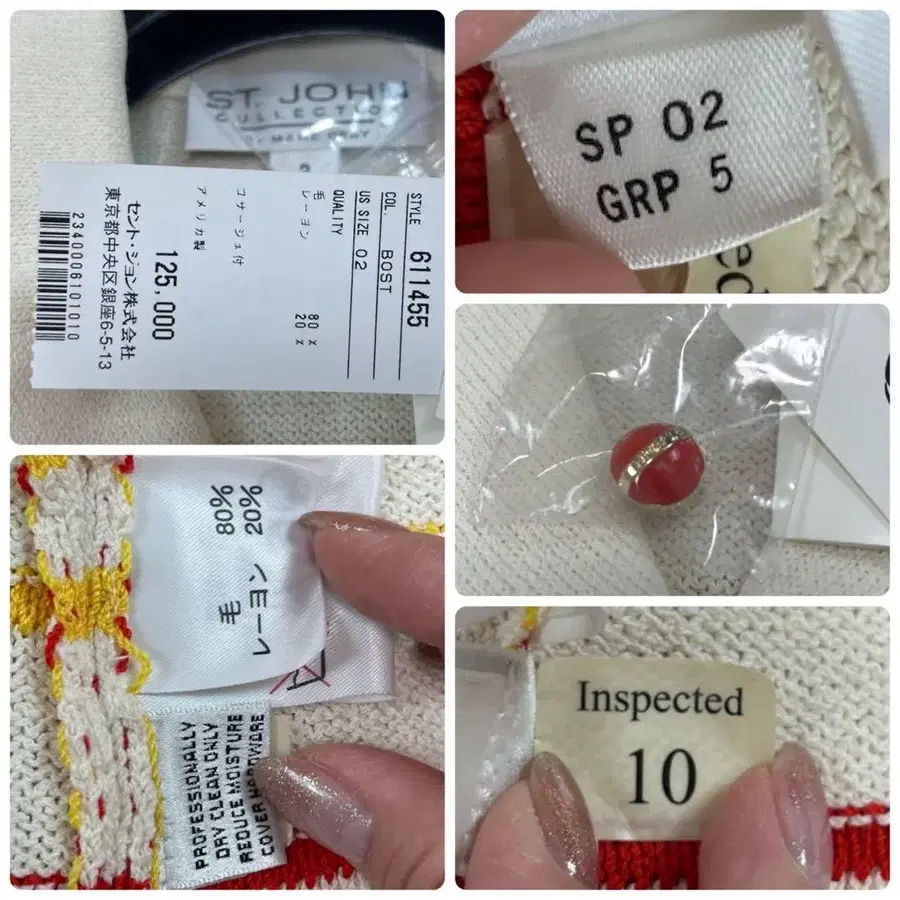 ST. JOHN
COLLECTION
STYLE 611455
COL. BOST
US SIZE 02
QUALITY
毛 80 %
レーヨン 20 %
コサージュ付
アメリカ製
125,000
セント・ジョン株式会社
東京都中央区銀座6-5-13
2340006101010
SP 02
GRP 5
毛 80%
レーヨン 20%
PROFESSIONALLY
DRY CLEAN ONLY
REDUCE MOISTURE
COVER HARDWARE
Inspected
10